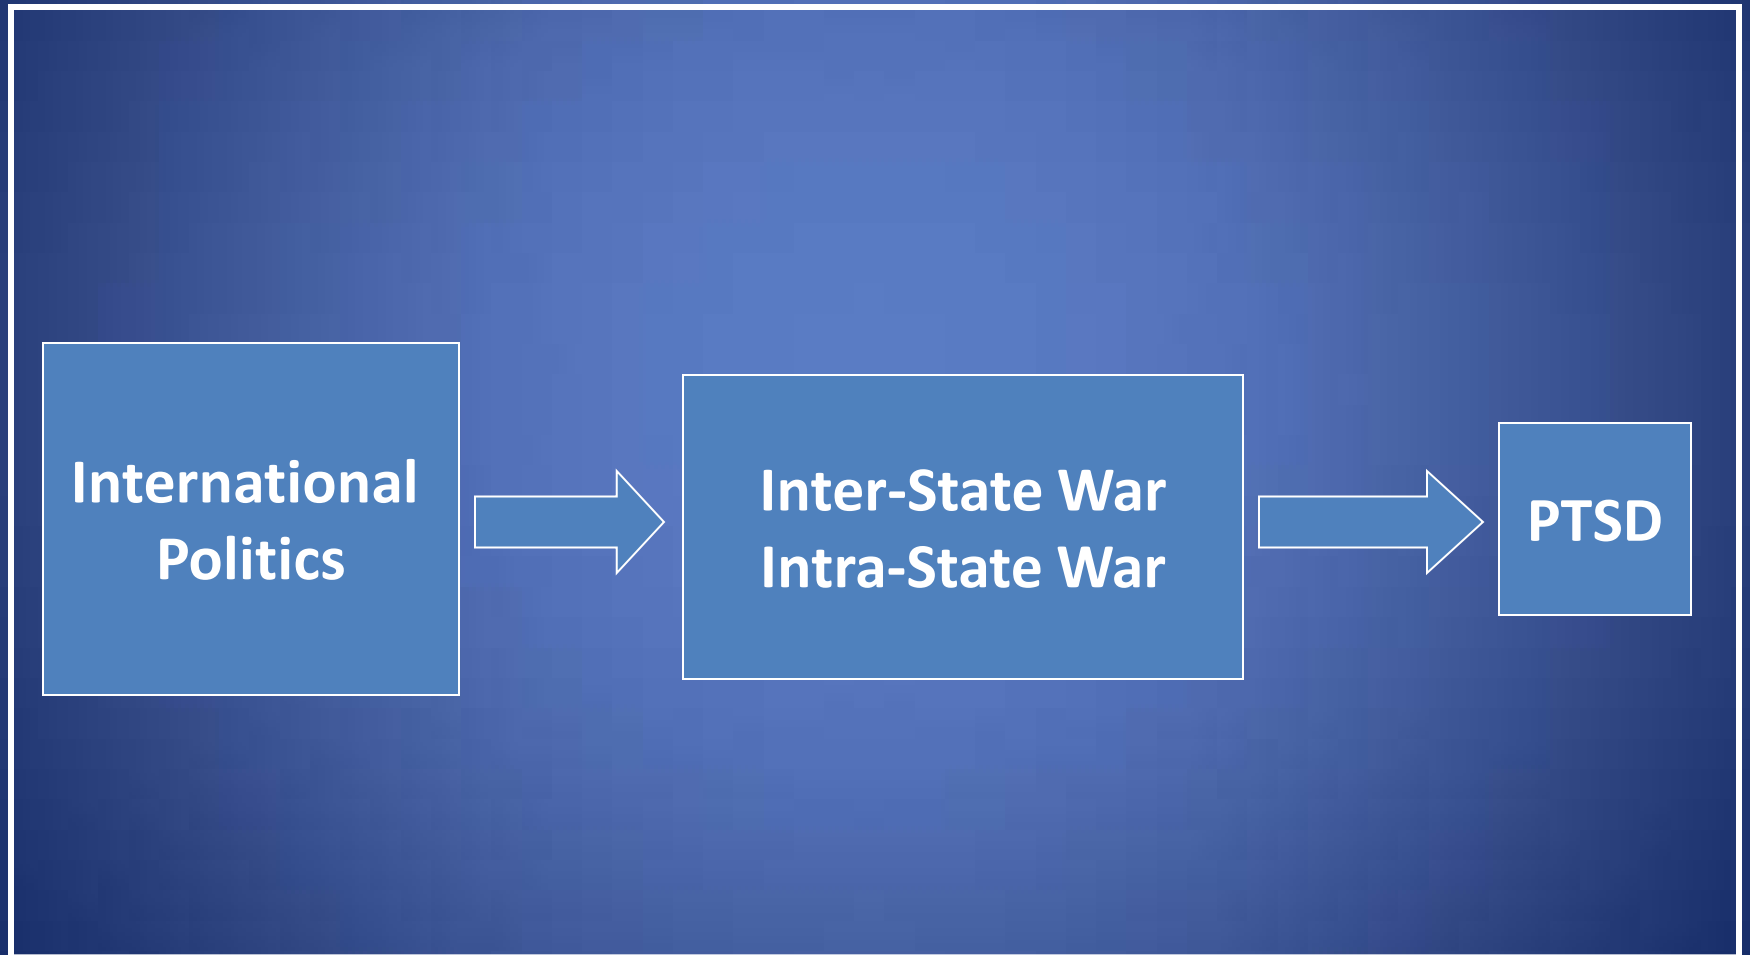 International
Politics
Inter-State War
Intra-State War
PTSD